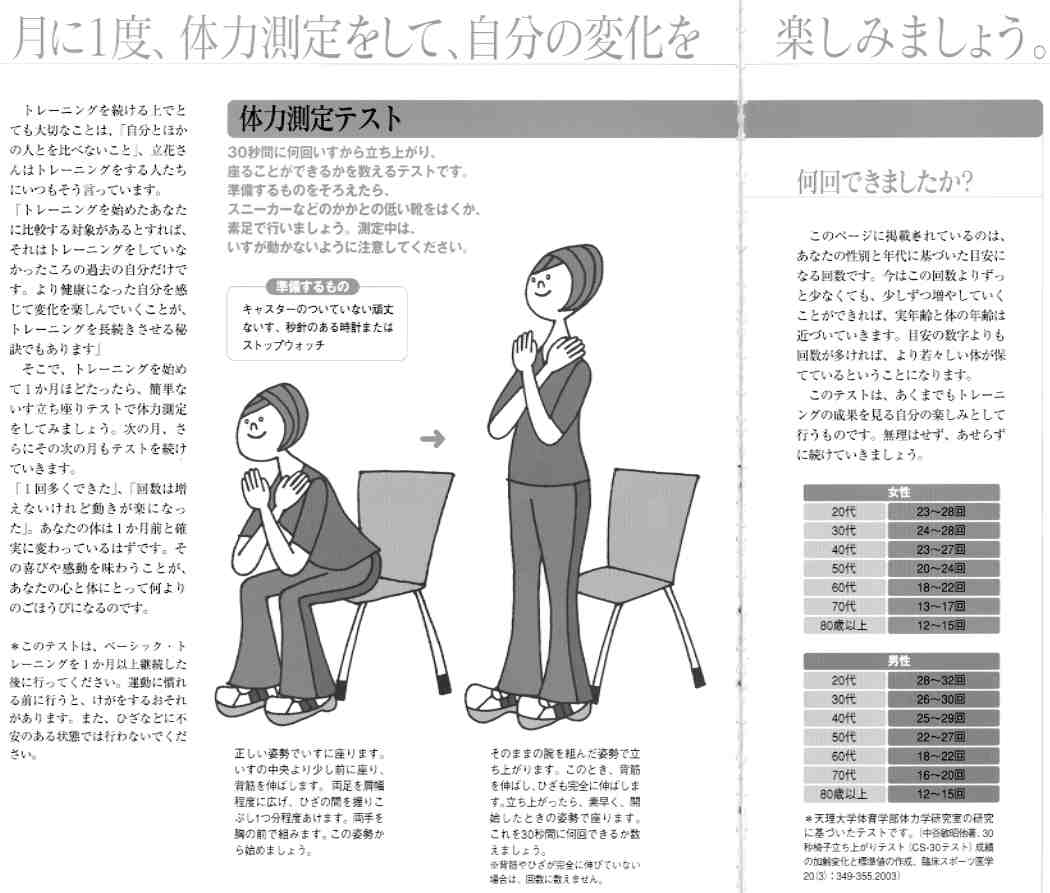 月に1度、体力測定をして、自分の変化を楽しみましょう。
トレーニングを続ける上でと
ても大切なことは、「自分とほか
の人とを比べないこと」、立花さ
んはトレーニングをする人たち
にいつもそう言っています。
「トレーニングを始めたあなた
に比較する対象があるとすれば、
それはトレーニングをしていな
かったころの過去の自分だけで
す。より健康になった自分を感
じて変化を楽しんでいくことが、
トレーニングを長続きさせる秘
訣でもあります」
そこで、トレーニングを始め
て1か月ほどたったら、簡単な
いす立ち座りテストで体力測定
をしてみましょう。次の月、さ
らにその次の月もテストを続け
ていきます。
「1回多くできた」、「回数は増
えないけれど動きが楽になっ
た」。あなたの体は1か月前と確
実に変わっているはずです。そ
の喜びや感動を味わうことが、
あなたの心と体にとって何より
のごほうびになるのです。
＊このテストは、ベーシック・ト
レーニングを1か月以上継続した
後に行ってください。運動に慣れ
る前に行うと、けがをするおそれ
があります。また、ひざなどに不
安のある状態では行わないでくだ
さい。
体力測定テスト
30秒間に何回いすから立ち上がり、
座ることができるかを数えるテストです。
準備するものをそろえたら、
スニーカーなどのかかとの低い靴をはくか、
素足で行いましょう。測定中は、
いすが動かないように注意してください。
準備するもの
キャスターのついていない頑丈
ないす、秒針のある時計または
ストップウォッチ
正しい姿勢でいすに座ります。
いすの中央より少し前に座り、
背筋を伸ばします。両足を肩幅
程度に広げ、ひざの間を握りこ
ぶし1つ分程度あけます。両手を
胸の前で組みます。この姿勢か
ら始めましょう。
そのままの腕を組んだ姿勢で立
ち上がります。このとき、背筋
を伸ばし、ひざも完全に伸ばしま
す。立ち上がったら、素早く、開
始したときの姿勢で座ります。
これを30秒間に何回できるか数
えましょう。
※背筋やひざが完全に伸びていない
場合は、回数に数えません。
何回できましたか?
このページに掲載されているのは、
あなたの性別と年代に基づいた目安に
なる回数です。今はこの回数よりずっ
と少なくても、少しずつ増やしていく
ことができれば、実年齢と体の年齢は
近づいていきます。目安の数字よりも
回数が多ければ、より若々しい体が保
てているということになります。
このテストは、あくまでもトレーニ
ングの成果を見る自分の楽しみとして
行うものです。無理はせず、あせらず
に続けていきましょう。
女性
20代 23〜28回
30代 24〜28回
40代 23〜27回
50代 20〜24回
60代 18〜22回
70代 13〜17回
80歳以上 12〜15回
男性
20代 28〜32回
30代 26〜30回
40代 25〜29回
50代 22〜27回
60代 18〜22回
70代 16〜20回
80歳以上 12〜15回
＊天理大学体育学部体力学研究室の研究
に基づいたテストです。(中谷敏昭他著、30
秒椅子立ち上がりテスト(CS-30テスト)成績
の加齢変化と標準値の作成、臨床スポーツ医学
20(3):349-355.2003)